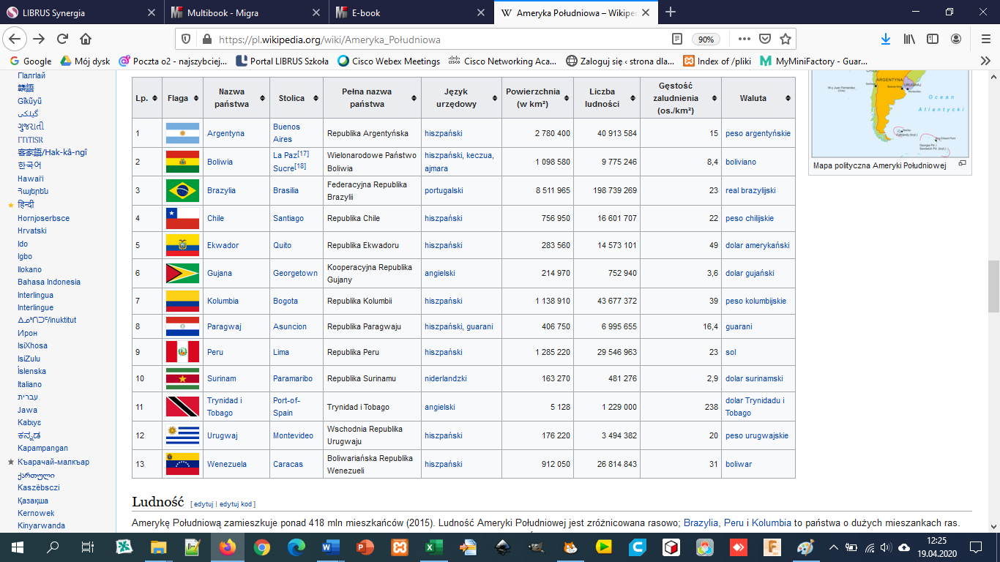 LIBRUS Synergia
Multibook - Migra
E-book
Ameryka Południowa – Wikipe
https://pl.wikipedia.org/wiki/Ameryka_Południowa
90%
Google
Mój dysk
Poczta o2 - najszybciej...
Portal LIBRUS Szkoła
Cisco Webex Meetings
Cisco Networking Aca...
Zaloguj się ‹ strona dla...
Index of /pliki
MyMiniFactory - Guar...
Gĩkũyũ
گیلکی
ગુજરાતી
客家語/Hak-kâ-ngî
한국어
Hawaiʻi
Հայերեն
हिन्दी
Hornjoserbsce
Hrvatski
Ido
Igbo
Ilokano
Bahasa Indonesia
Interlingua
Interlingue
ᐃᓄᒃᑎᑐᑦ/inuktitut
Ирон
IsiXhosa
IsiZulu
Íslenska
Italiano
עברית
Jawa
Kabɩyɛ
ಕನ್ನಡ
Kapampangan
Къарачай-малкъар
ქართული
Kaszëbsczi
Қазақша
Kernowek
Kinyarwanda
Lp. Flaga Nazwa państwa Stolica Pełna nazwa państwa Język urzędowy Powierzchnia (w km²) Liczba ludności Gęstość zaludnienia (os./km²) Waluta
1 Argentyna Buenos Aires Republika Argentyńska hiszpański 2 780 400 40 913 584 15 peso argentyńskie
2 Boliwia La Paz[17] Sucre[18] Wielonarodowe Państwo Boliwia hiszpański, keczua, ajmara 1 098 580 9 775 246 8,4 boliviano
3 Brazylia Brasilia Federacyjna Republika Brazylii portugalski 8 511 965 198 739 269 23 real brazylijski
4 Chile Santiago Republika Chile hiszpański 756 950 16 601 707 22 peso chilijskie
5 Ekwador Quito Republika Ekwadoru hiszpański 283 560 14 573 101 49 dolar amerykański
6 Gujana Georgetown Kooperacyjna Republika Gujany angielski 214 970 752 940 3,6 dolar gujański
7 Kolumbia Bogota Republika Kolumbii hiszpański 1 138 910 43 677 372 39 peso kolumbijskie
8 Paragwaj Asuncion Republika Paragwaju hiszpański, guarani 406 750 6 995 655 16,4 guarani
9 Peru Lima Republika Peru hiszpański 1 285 220 29 546 963 23 sol
10 Surinam Paramaribo Republika Surinamu niderlandzki 163 270 481 276 2,9 dolar surinamski
11 Trynidad i Tobago Port-of-Spain Trynidad i Tobago angielski 5 128 1 229 000 238 dolar Trynidadu i Tobago
12 Urugwaj Montevideo Wschodnia Republika Urugwaju hiszpański 176 220 3 494 382 20 peso urugwajskie
13 Wenezuela Caracas Boliwariańska Republika Wenezueli hiszpański 912 050 26 814 843 31 boliwar
ARGENTYNA
URUGWAJ
Ocean
Atlantycki
Mapa polityczna Ameryki Południowej
Ludność [ edytuj | edytuj kod ]
Amerykę Południową zamieszkuje ponad 418 mln mieszkańców (2015). Ludność Ameryki Południowej jest zróżnicowana rasowo; Brazylia, Peru i Kolumbia to państwa o dużych mieszankach ras.
12:25
19.04.2020